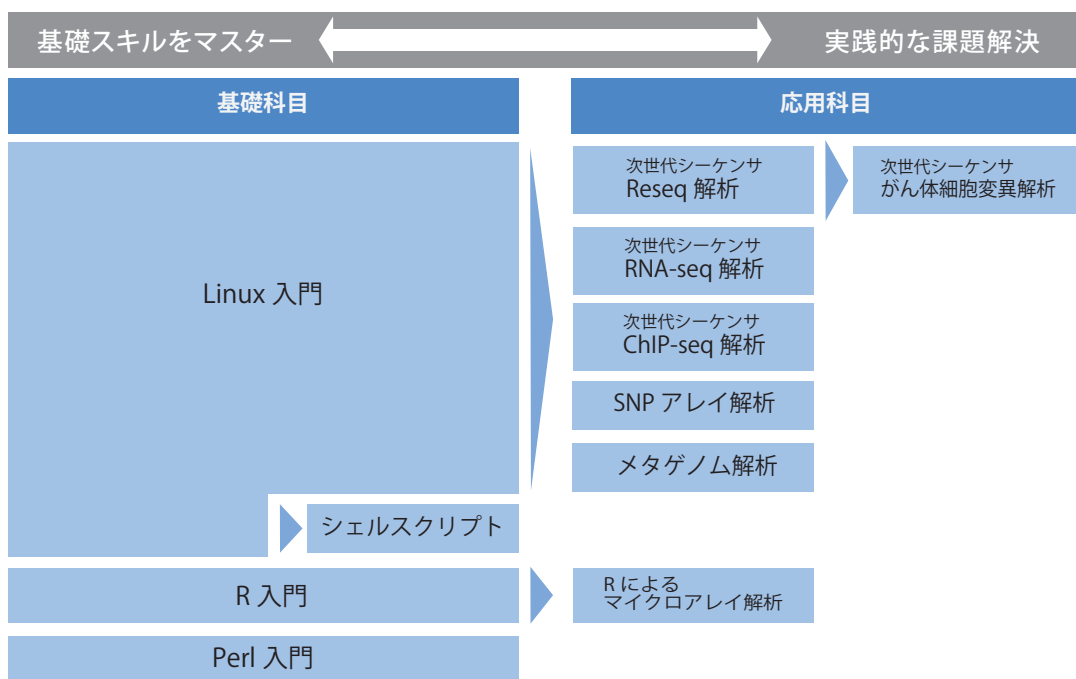 基礎スキルをマスター
実践的な課題解決
基礎科目
応用科目
Linux 入門
シェルスクリプト
R 入門
Perl 入門
次世代シーケンサ
Reseq 解析
次世代シーケンサ
がん体細胞変異解析
次世代シーケンサ
RNA-seq 解析
次世代シーケンサ
ChIP-seq 解析
SNP アレイ解析
メタゲノム解析
R による
マイクロアレイ解析